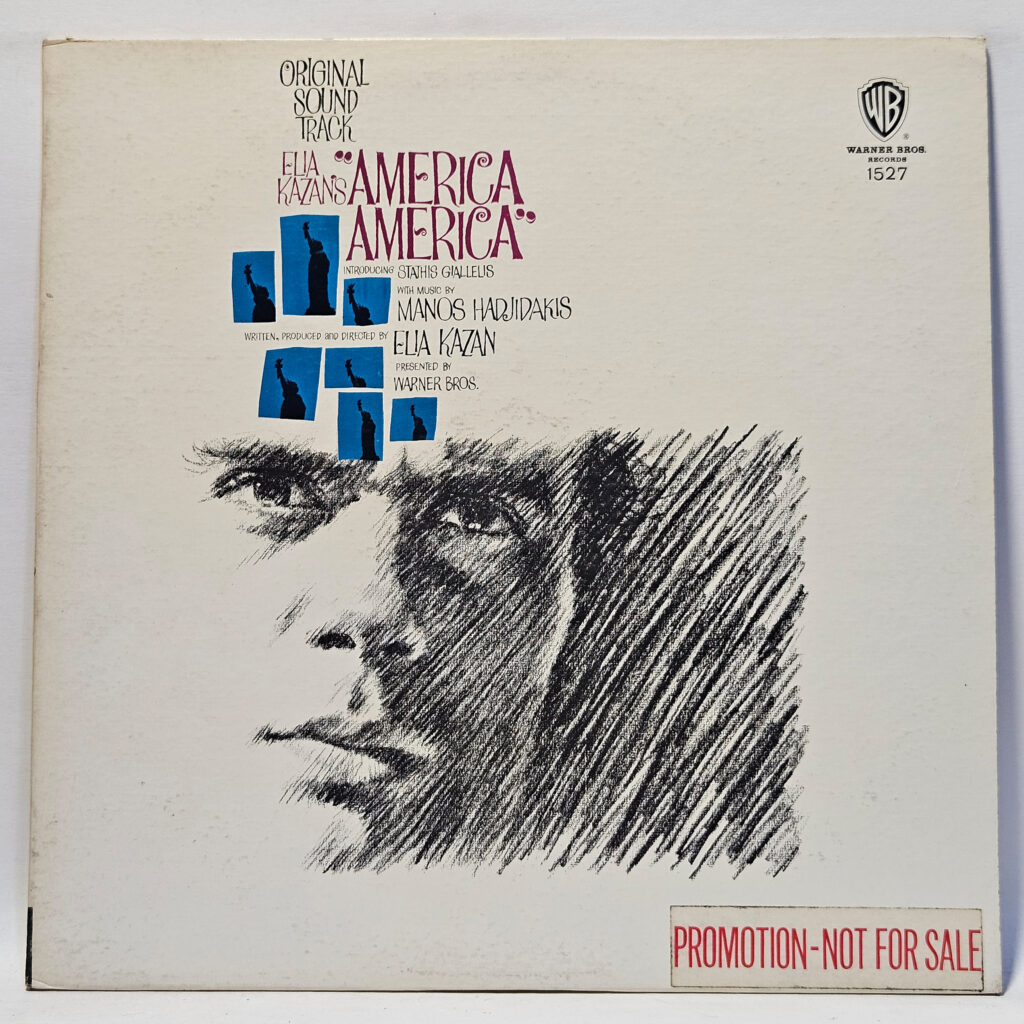 ORIGINAL
SOUND
TRACK
ELIA
KAZAN'S
"AMERICA
AMERICA"
INTRODUCING STATHIS GIALLELIS
WITH MUSIC BY
MANOS HADJIDAKIS
WRITTEN, PRODUCED and DIRECTED BY ELIA KAZAN
PRESENTED BY
WARNER BROS.
WB
®
WARNER BROS.
RECORDS
1527
PROMOTION-NOT FOR SALE